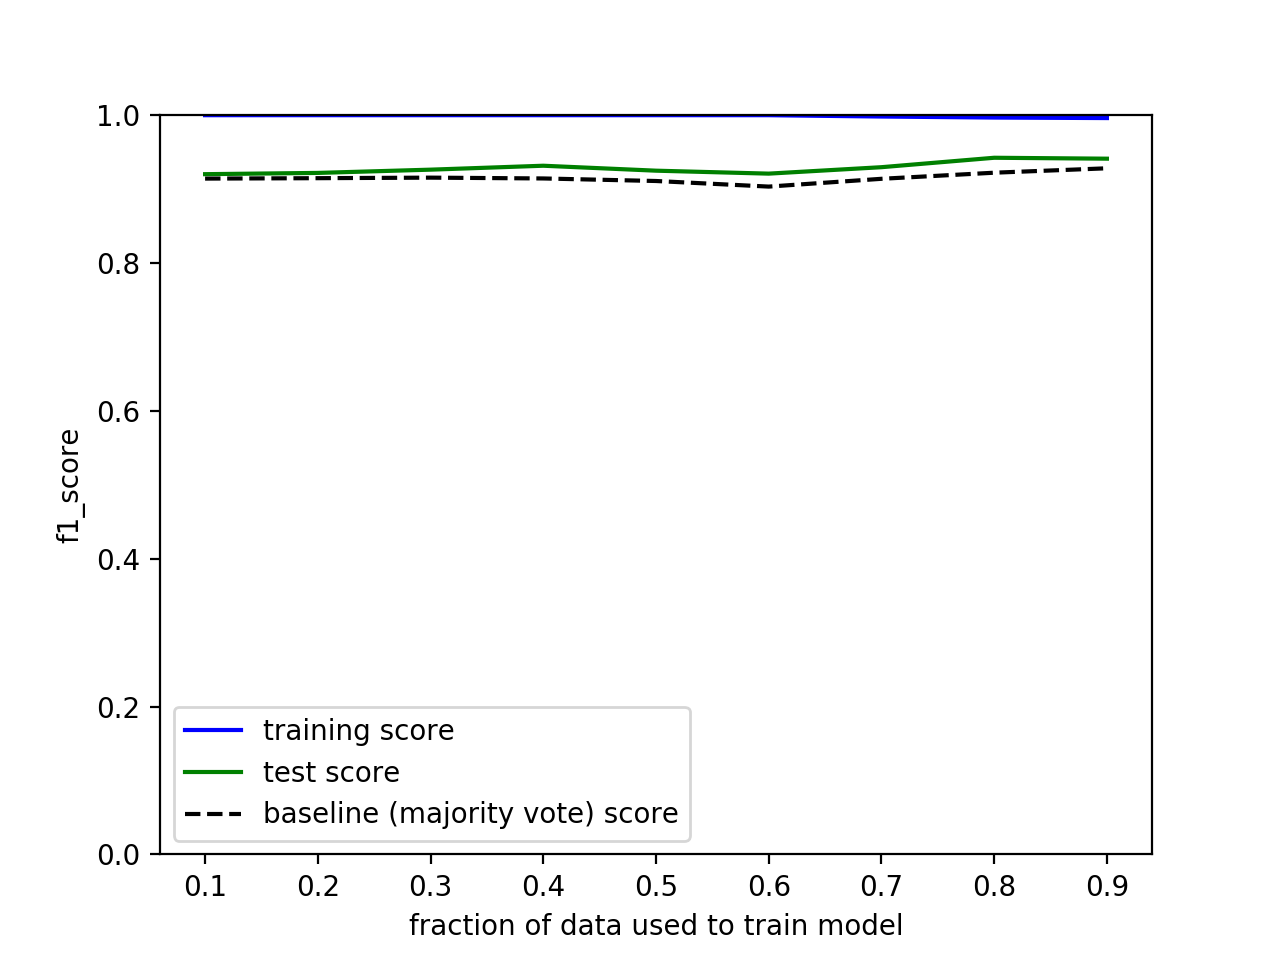 1.0
0.8
0.6
0.4
0.2
0.0
f1_score
training score
test score
baseline (majority vote) score
0.1 0.2 0.3 0.4 0.5 0.6 0.7 0.8 0.9
fraction of data used to train model